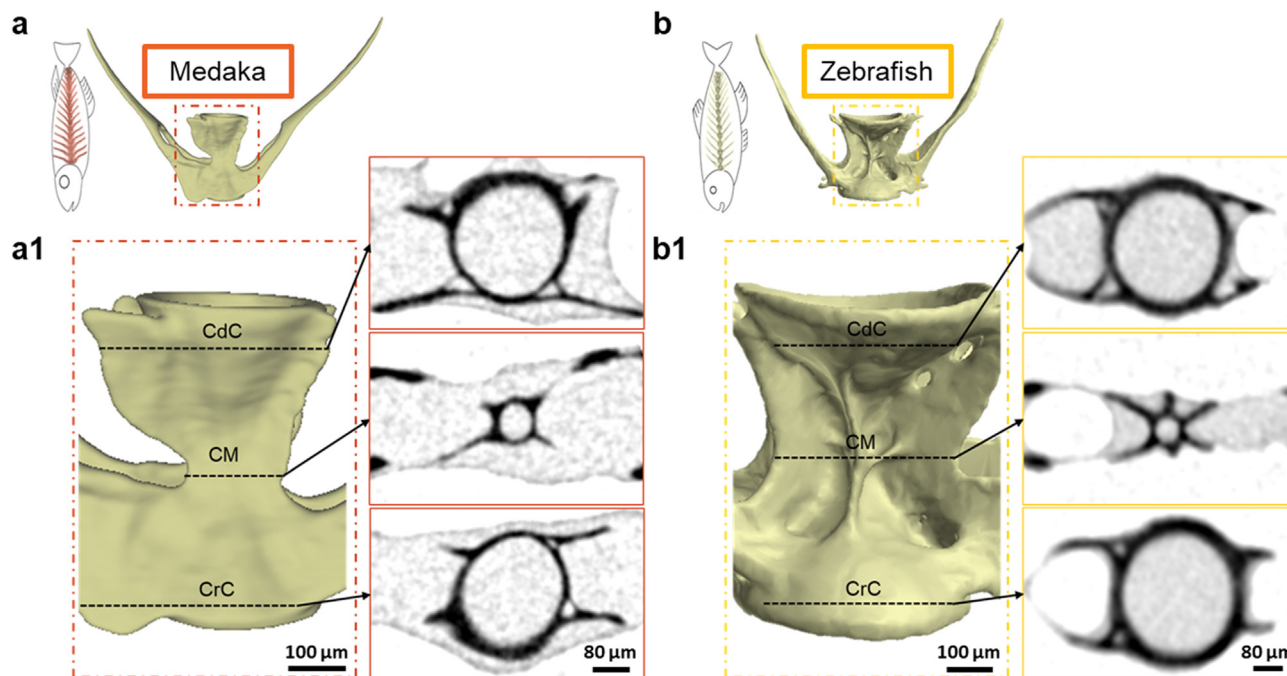 a
Medaka
b
Zebrafish
a1
CdC
CM
CrC
100 µm
80 µm
b1
CdC
CM
CrC
100 µm
80 µm